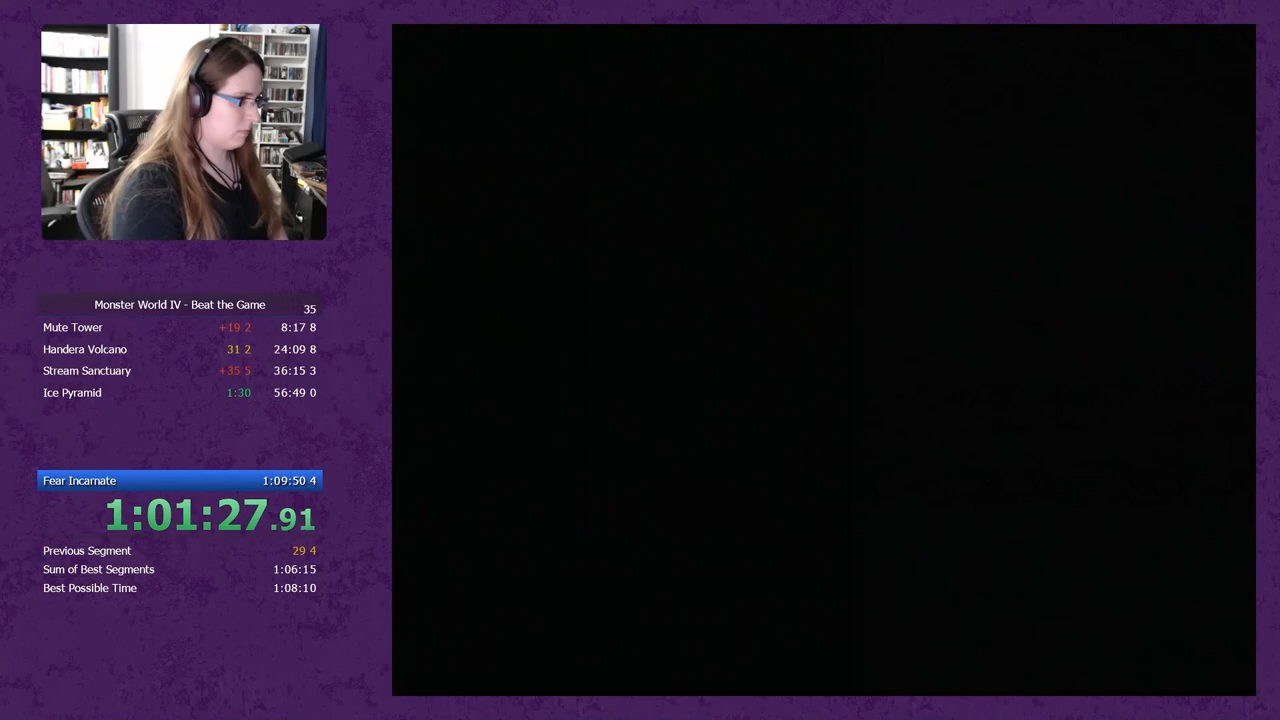 Monster World IV - Beat the Game
35
Mute Tower +19 2 8:17 8
Handera Volcano 31 2 24:09 8
Stream Sanctuary +35 5 36:15 3
Ice Pyramid 1:30 56:49 0
Fear Incarnate 1:09:50 4
1:01:27.91
Previous Segment 29 4
Sum of Best Segments 1:06:15
Best Possible Time 1:08:10